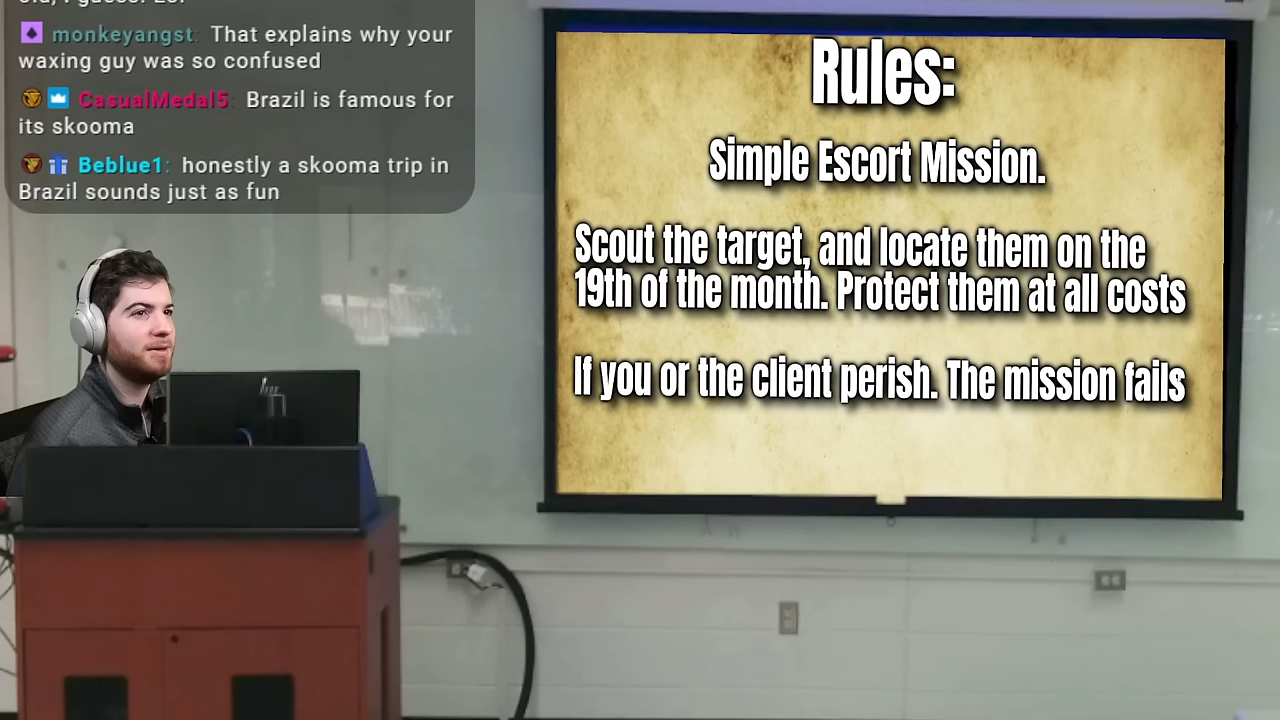 monkeyangst: That explains why your
waxing guy was so confused
CasualMedal5: Brazil is famous for
its skooma
Beblue1: honestly a skooma trip in
Brazil sounds just as fun
Rules:
Simple Escort Mission.
Scout the target, and locate them on the
19th of the month. Protect them at all costs
If you or the client perish. The mission fails